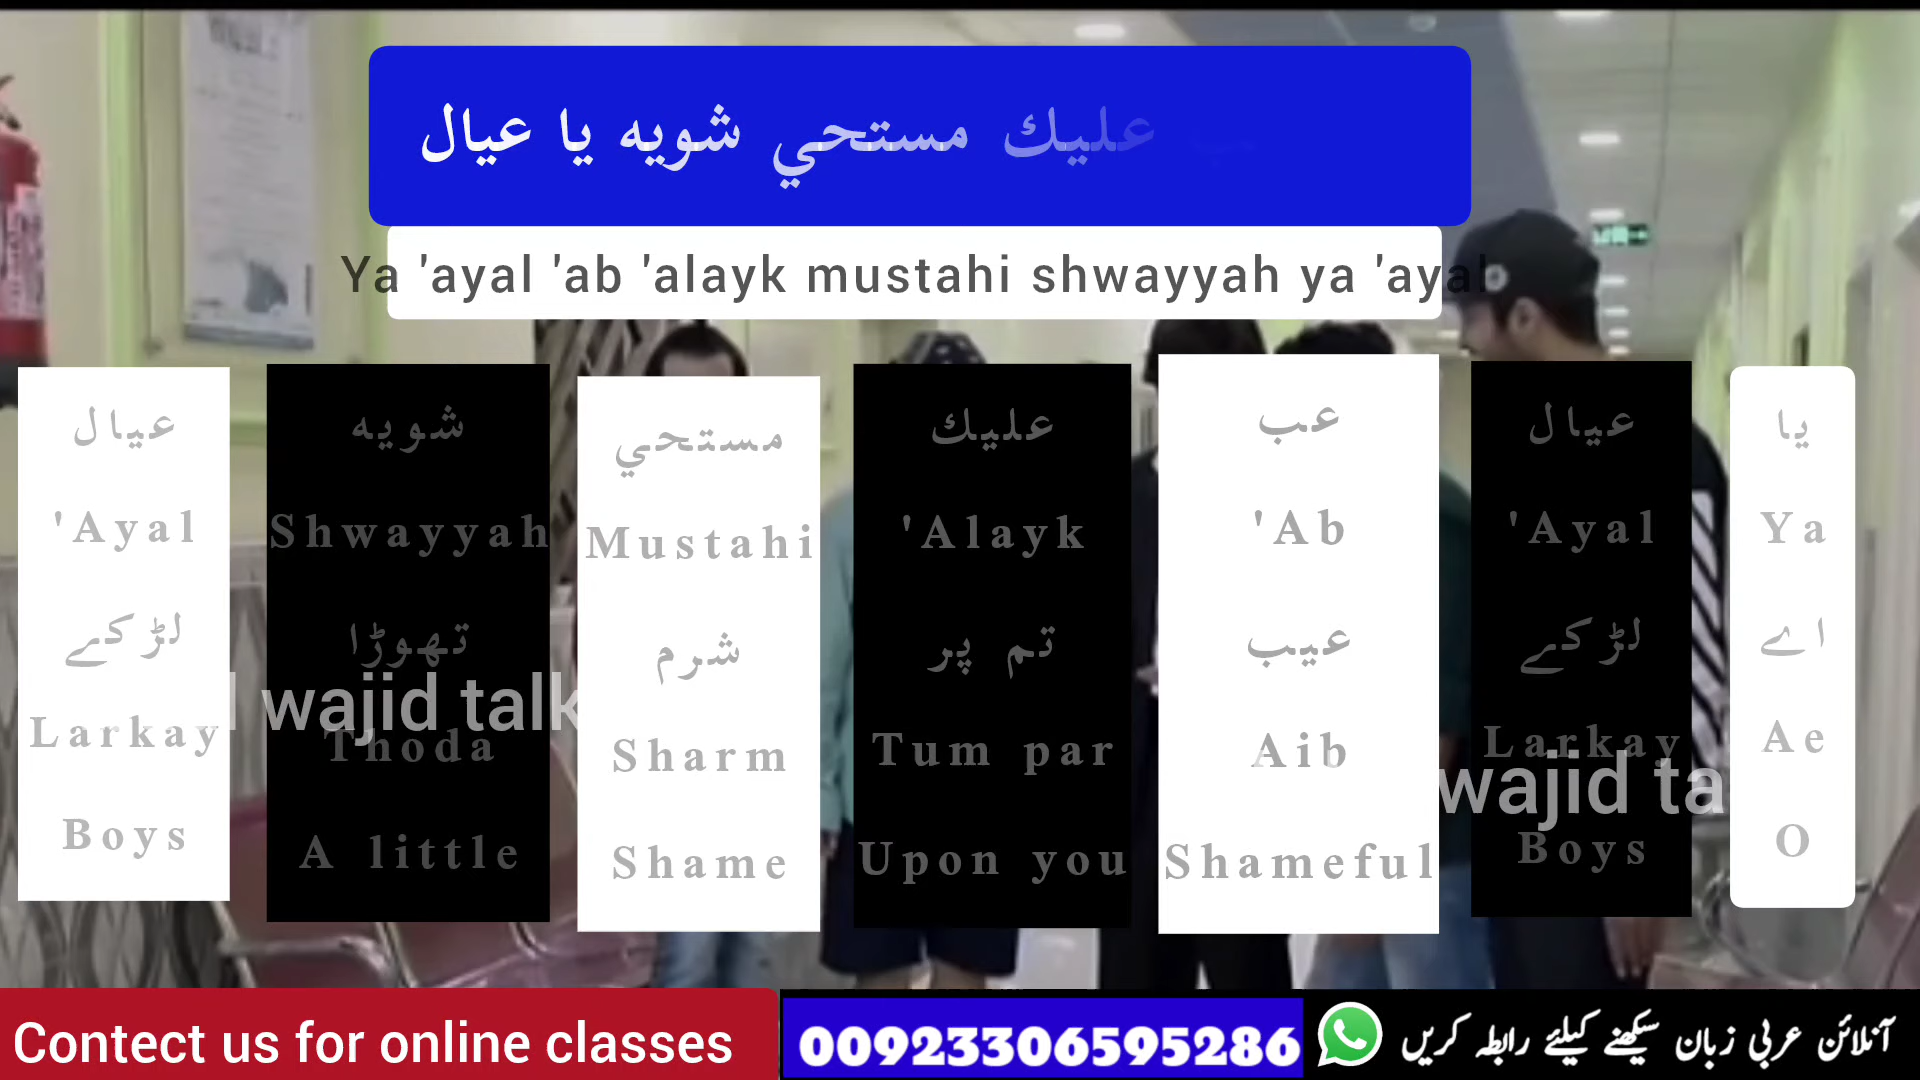 عليك مستحي شويه يا عيال
Ya 'ayal 'ab 'alayk mustahi shwayyah ya 'ayal
يا
Ya
اے
Ae
O
عيال
'Ayal
لڑکے
Larkay
Boys
عب
'Ab
عیب
Aib
Shameful
عليك
'Alayk
تم پر
Tum par
Upon you
مستحي
Mustahi
شرم
Sharm
Shame
شويه
Shwayyah
تھوڑا
Thoda
A little
عيال
'Ayal
لڑکے
Larkay
Boys
wajid talk
wajid ta
Contect us for online classes
00923306595286
آنلائن عربی زبان سیکھنے کیلئے رابطہ کریں